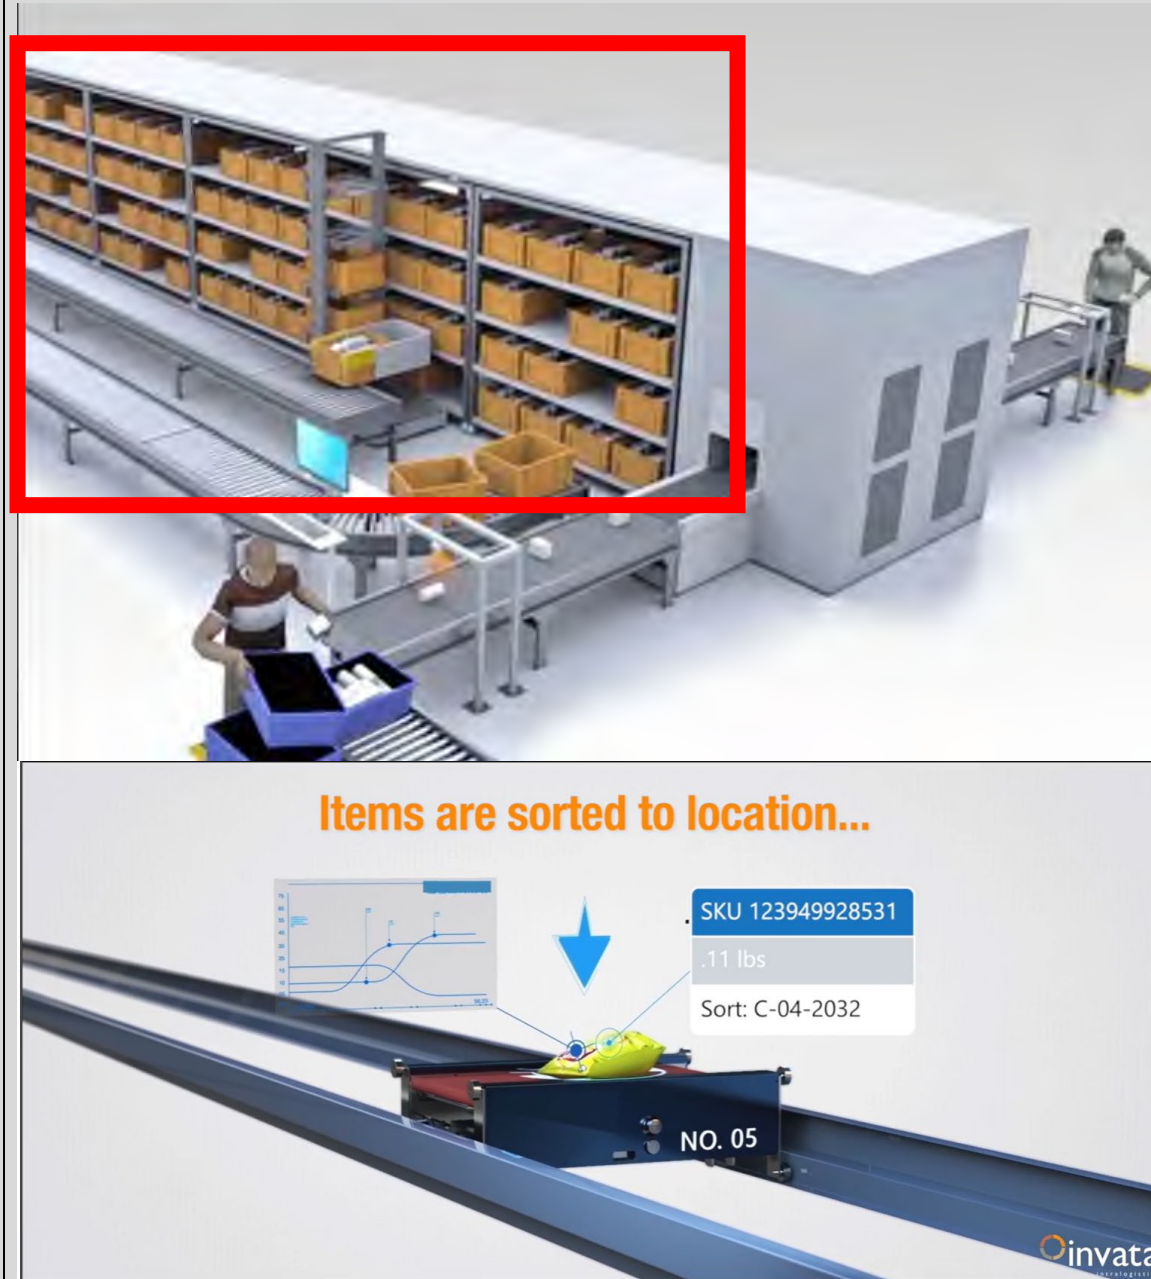 Items are sorted to location...
SKU 123949928531
.11 lbs
Sort: C-04-2032
NO. 05
invata